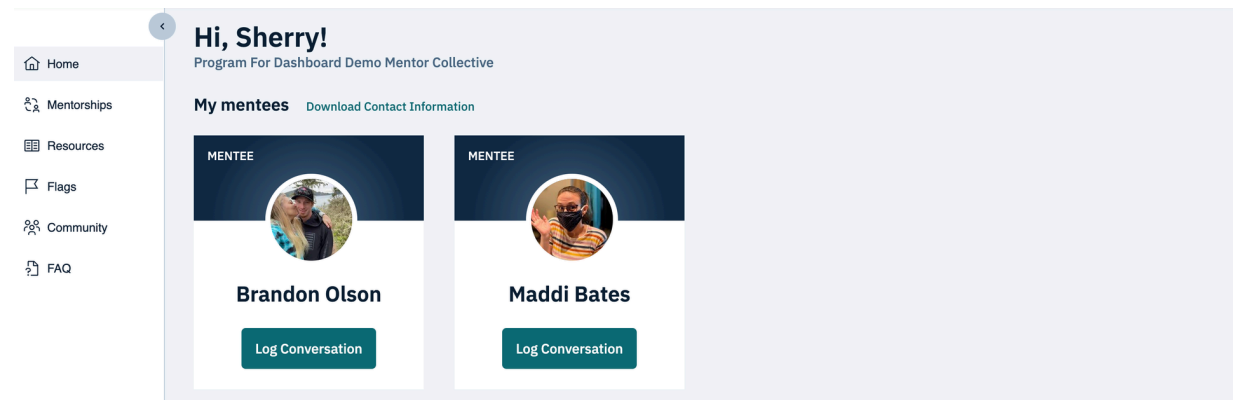 Hi, Sherry!
Program For Dashboard Demo Mentor Collective
Home
Mentorships
Resources
Flags
Community
FAQ
My mentees Download Contact Information
MENTEE
Brandon Olson
Log Conversation
MENTEE
Maddi Bates
Log Conversation